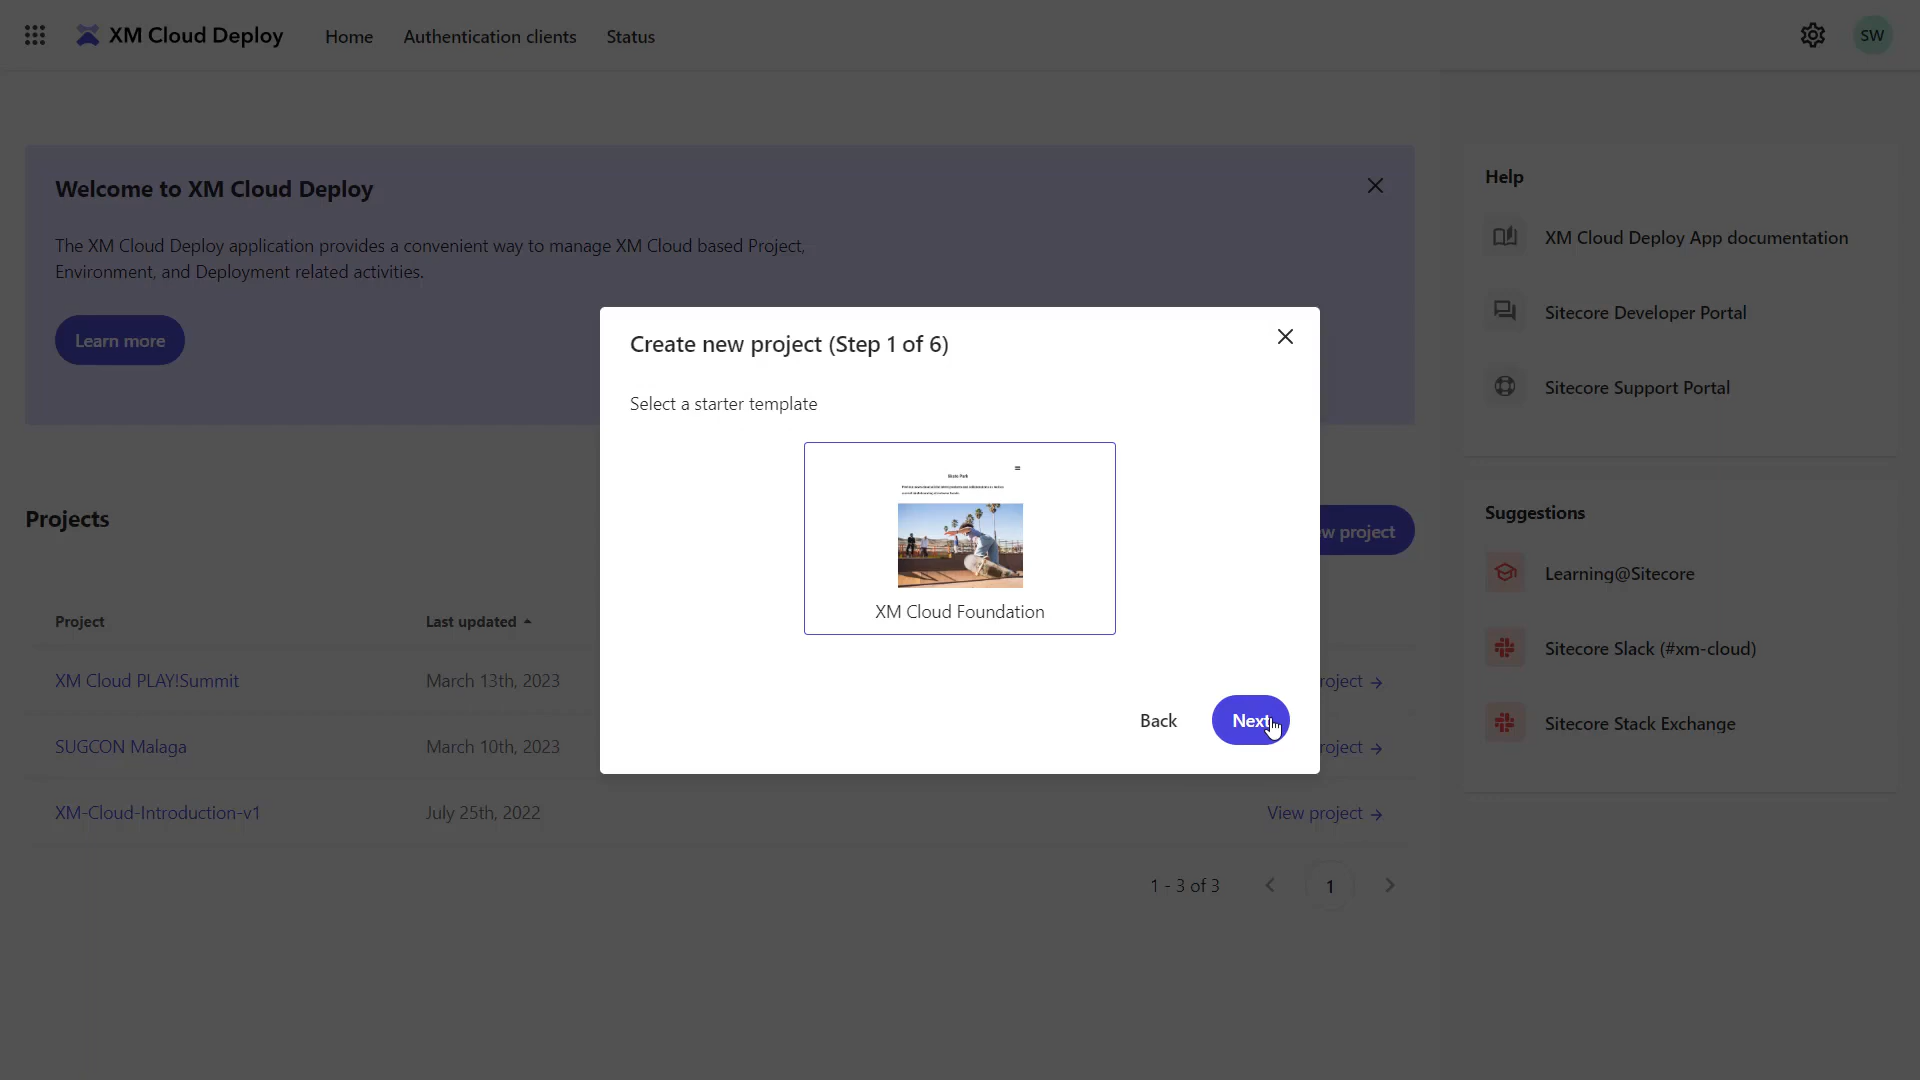 XM Cloud Deploy
Home
Authentication clients
Status
SW
Welcome to XM Cloud Deploy
The XM Cloud Deploy application provides a convenient way to manage XM Cloud based Project,
Environment, and Deployment related activities.
Learn more
Help
XM Cloud Deploy App documentation
Sitecore Developer Portal
Sitecore Support Portal
Create new project (Step 1 of 6)
Select a starter template
Skate Park
XM Cloud Foundation
Back
Next
Projects
w project
Project
Last updated
XM Cloud PLAY!Summit
March 13th, 2023
roject →
SUGCON Malaga
March 10th, 2023
roject →
XM-Cloud-Introduction-v1
July 25th, 2022
View project →
1 - 3 of 3
1
Suggestions
Learning@Sitecore
Sitecore Slack (#xm-cloud)
Sitecore Stack Exchange